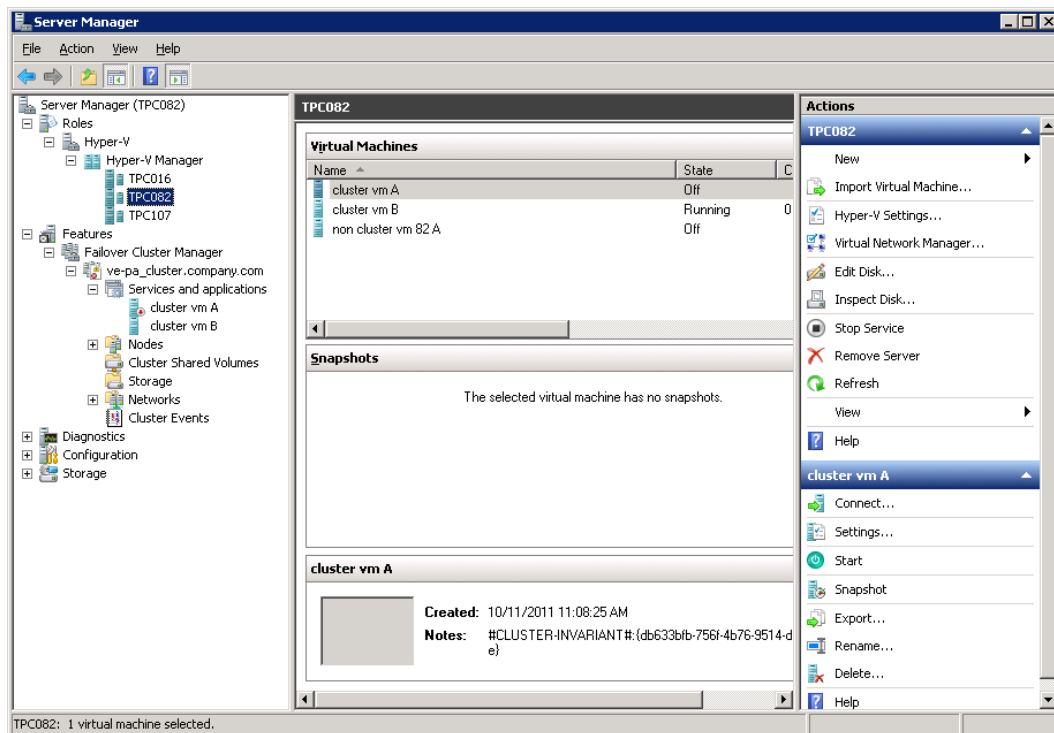 Server Manager
File Action View Help
Server Manager (TPC082)
Roles
Hyper-V
Hyper-V Manager
TPC016
TPC082
TPC107
Features
Failover Cluster Manager
ve-pa_cluster.company.com
Services and applications
cluster vm A
cluster vm B
Nodes
Cluster Shared Volumes
Storage
Networks
Cluster Events
Diagnostics
Configuration
Storage
TPC082
Virtual Machines
Name State C
cluster vm A Off
cluster vm B Running 0
non cluster vm 82 A Off
Snapshots
The selected virtual machine has no snapshots.
cluster vm A
Created: 10/11/2011 11:08:25 AM
Notes: #CLUSTER-INVARIANT#:{db633bfb-756f-4b76-9514-d
e}
Actions
TPC082
New
Import Virtual Machine...
Hyper-V Settings...
Virtual Network Manager...
Edit Disk...
Inspect Disk...
Stop Service
Remove Server
Refresh
View
Help
cluster vm A
Connect...
Settings...
Start
Snapshot
Export...
Rename...
Delete...
Help
TPC082: 1 virtual machine selected.